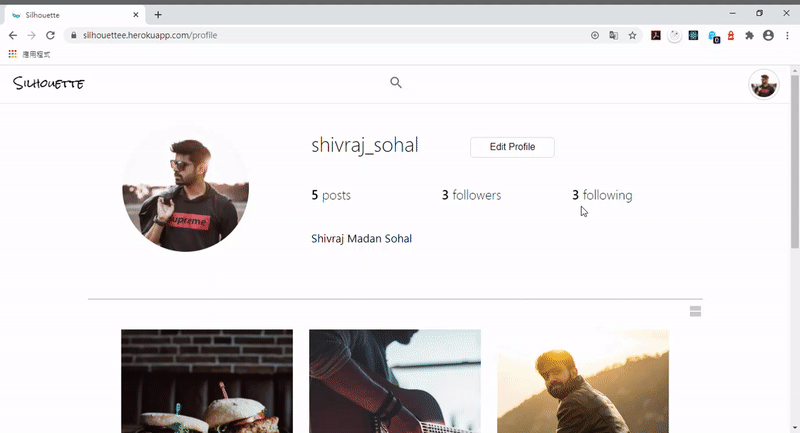 Silhouette
silhouettee.herokuapp.com/profile
應用程式
Silhouette
shivraj_sohal
Edit Profile
5 posts
3 followers
3 following
Shivraj Madan Sohal
Supreme